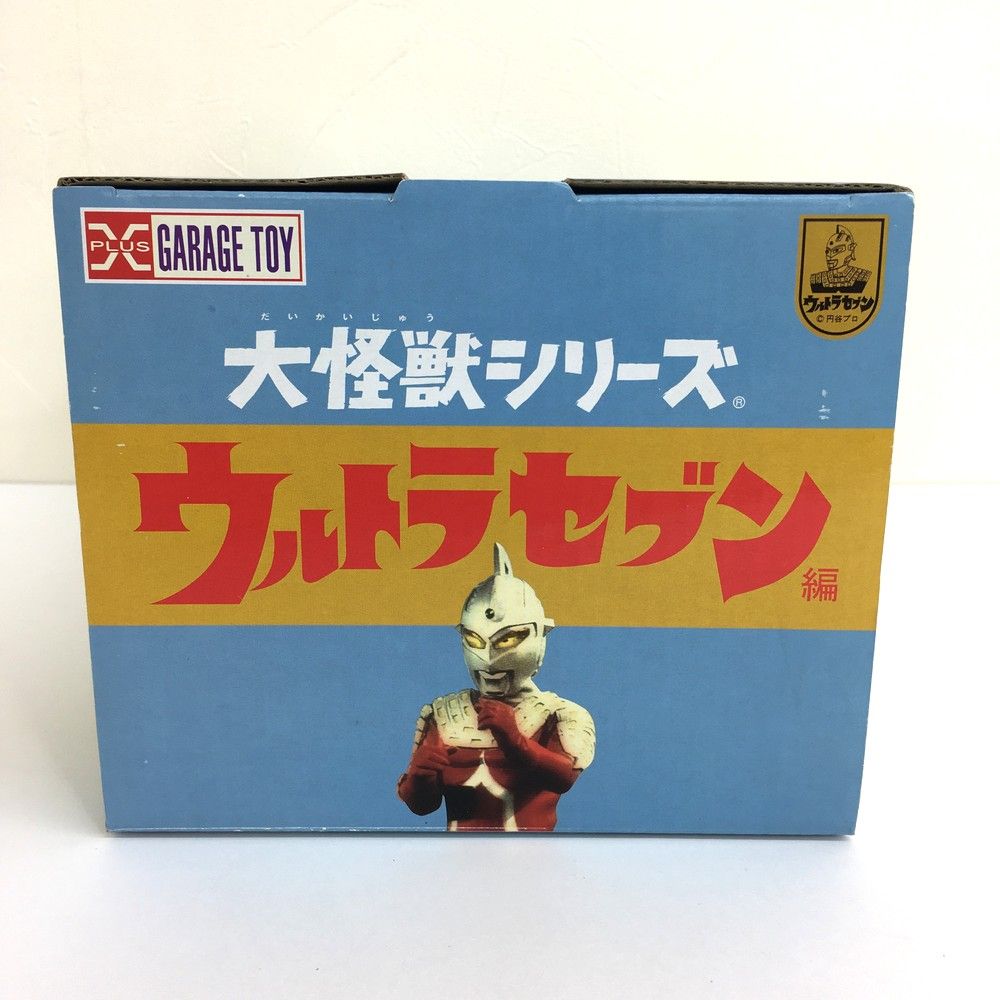 X PLUS GARAGE TOY
ウルトラセブン
© 円谷プロ
だいかいじゅう
大怪獣シリーズ®
ウルトラセブン編